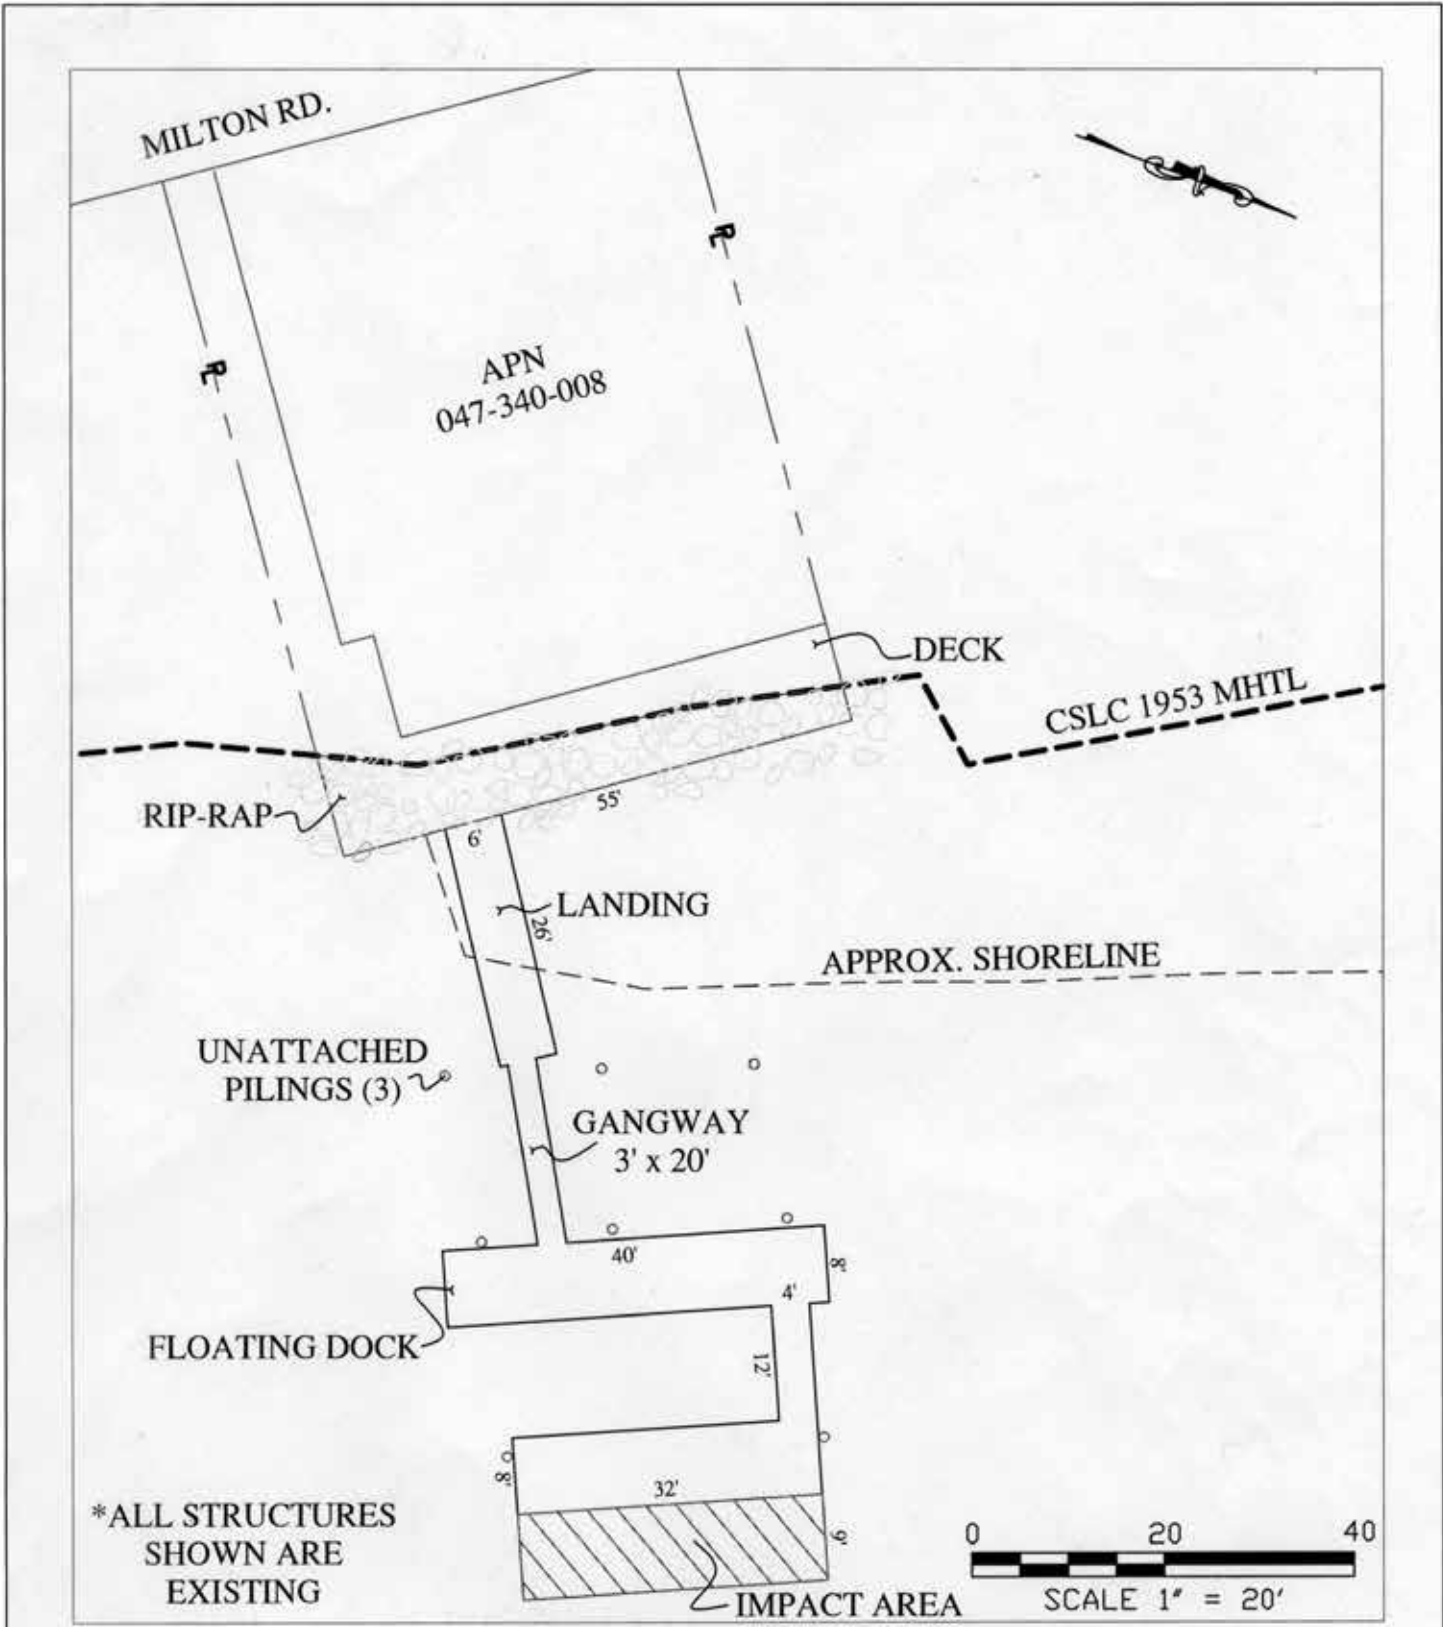 MILTON RD.
PL
PL
APN
047-340-008
DECK
CSLC 1953 MHTL
RIP-RAP
55'
6'
LANDING
26'
APPROX. SHORELINE
UNATTACHED
PILINGS (3)
GANGWAY
3' x 20'
40'
8'
4'
FLOATING DOCK
12'
8'
32'
9'
*ALL STRUCTURES
SHOWN ARE
EXISTING
IMPACT AREA
0 20 40
SCALE 1" = 20'